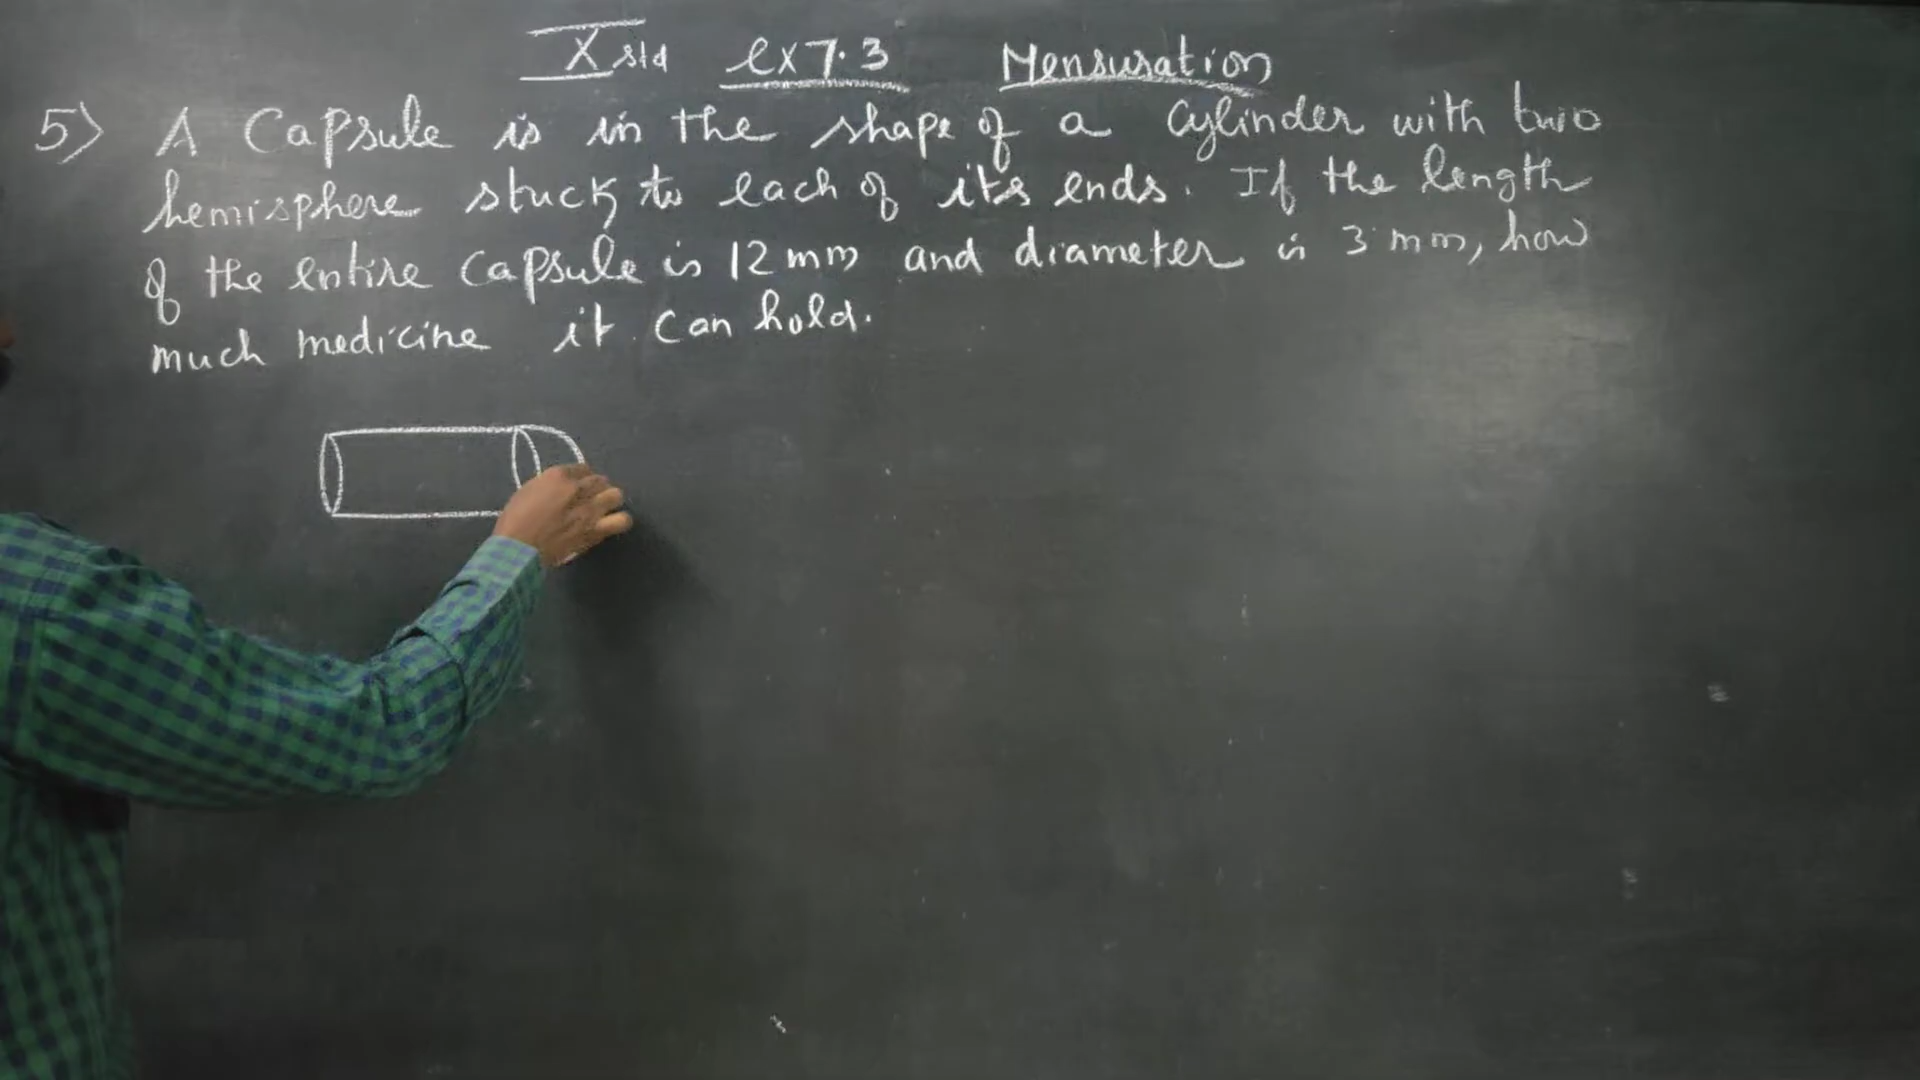 X std ex 7.3 Mensuration
5) A Capsule is in the shape of a Cylinder with two
hemisphere stuck to each of its ends. If the length
of the entire capsule is 12 mm and diameter is 3 mm, how
much medicine it can hold.